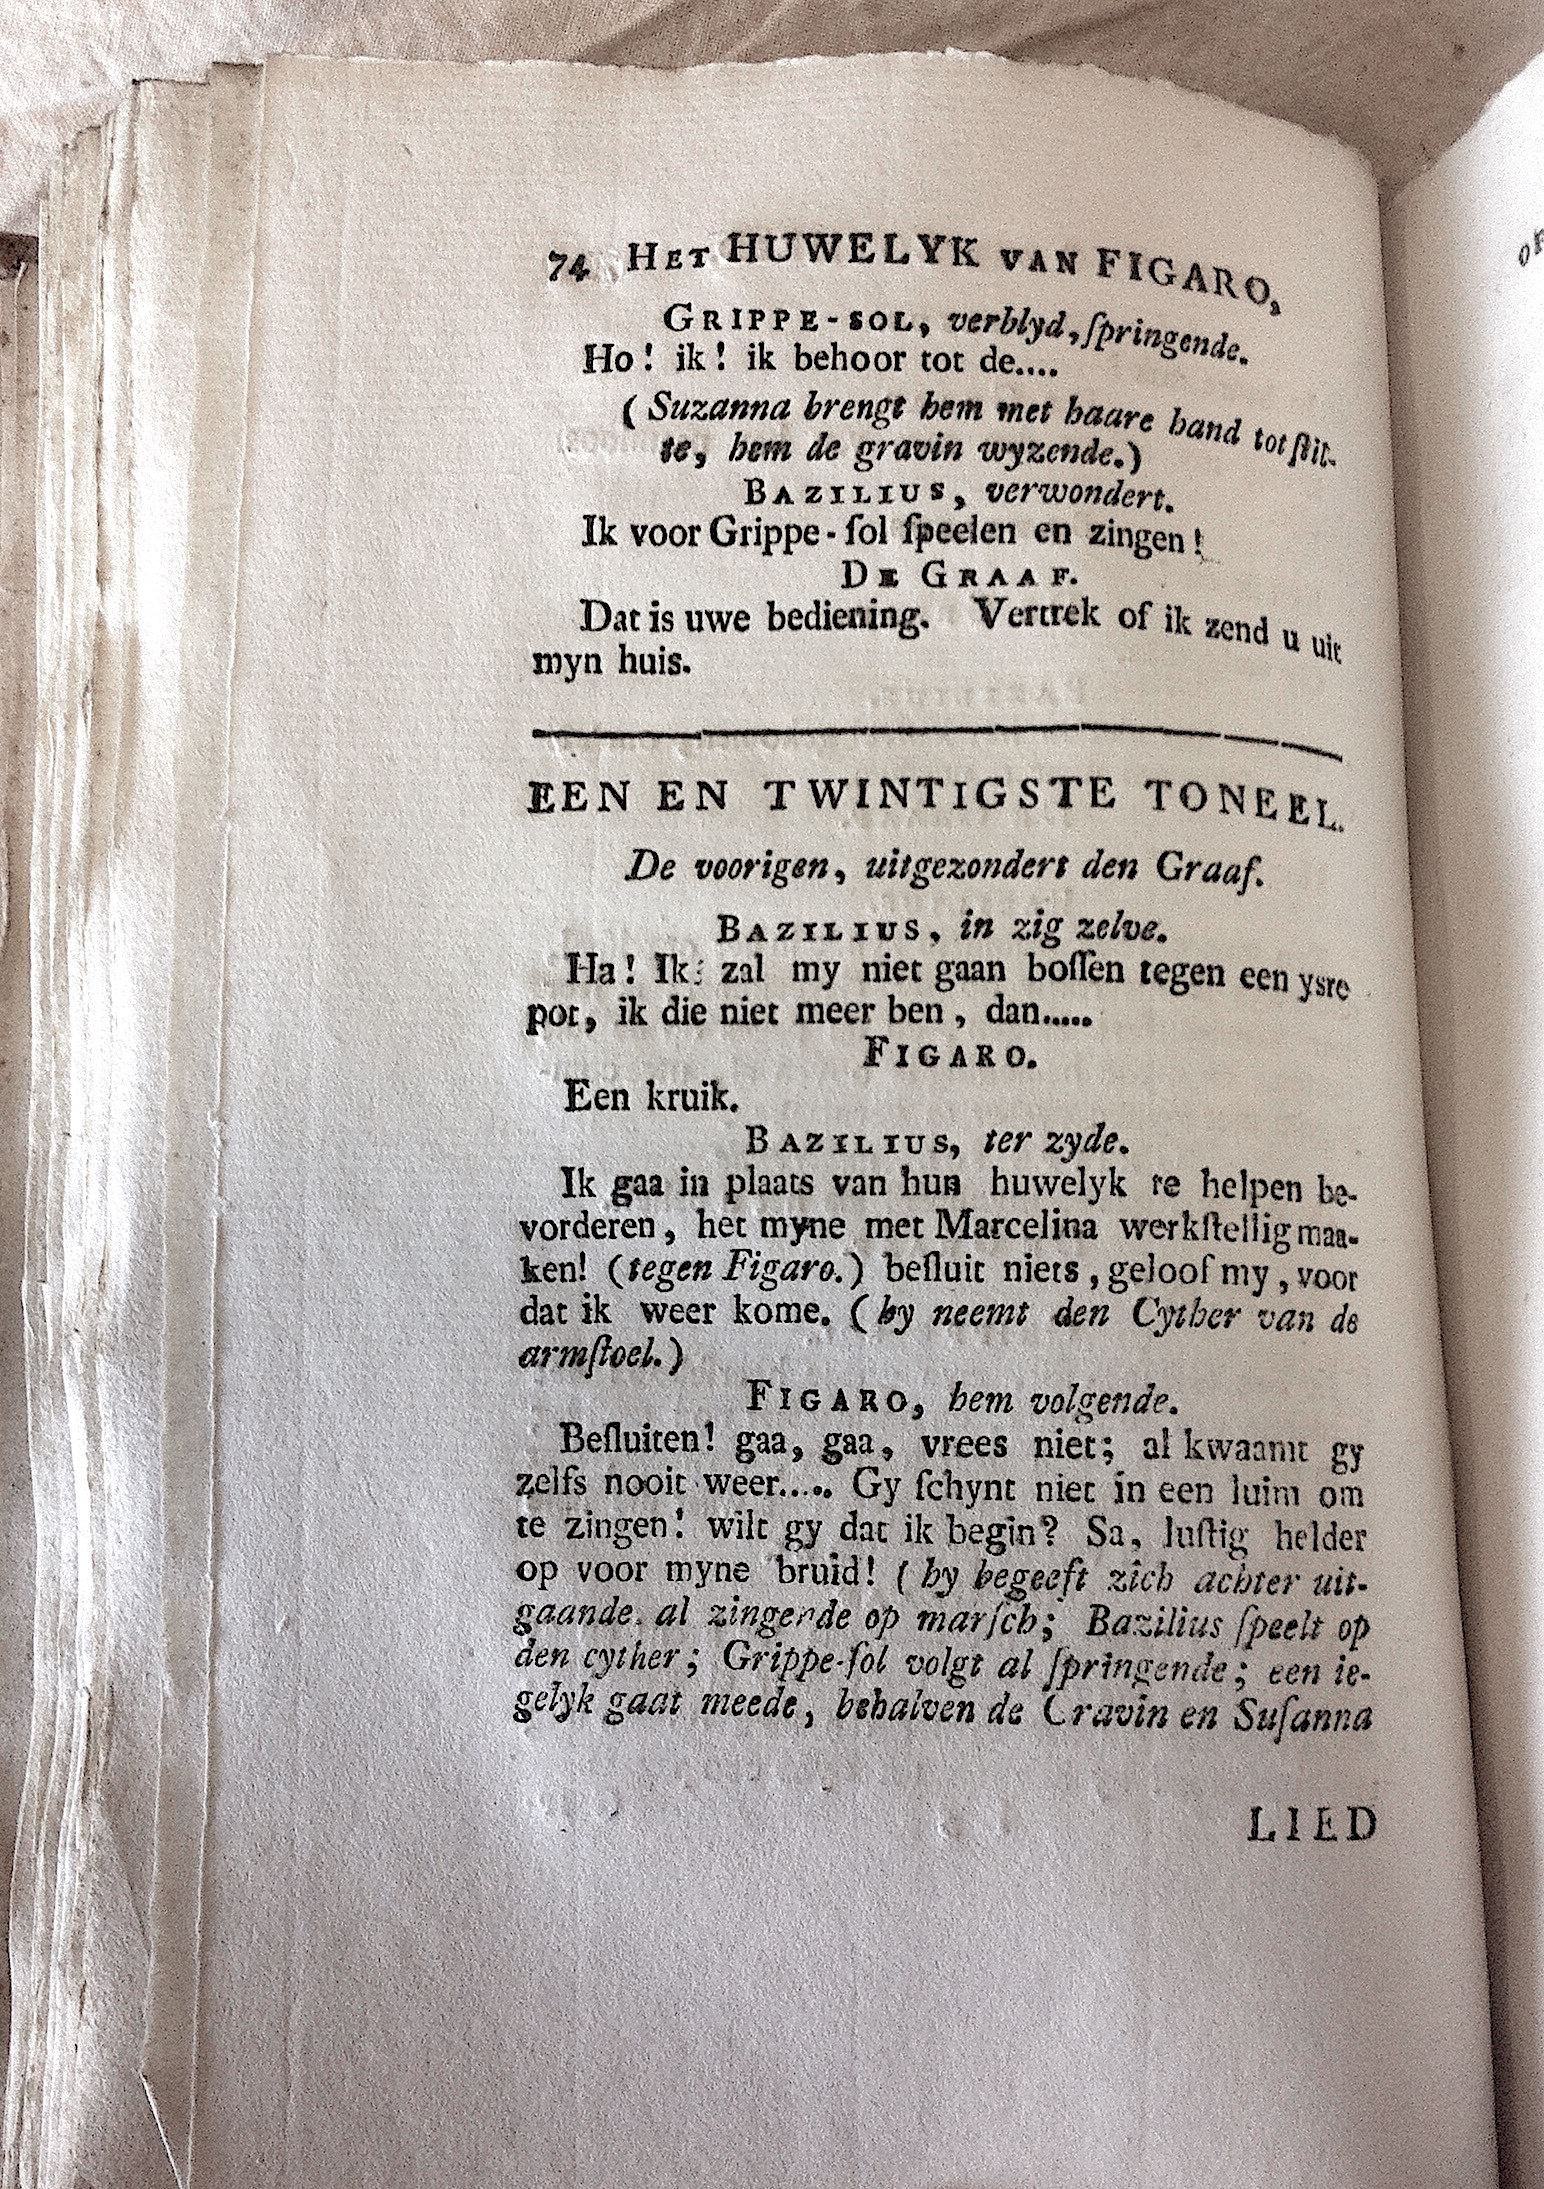 74 HET HUWELYK VAN FIGARO,
GRIPPE-SOL, verblyd, ſpringende.
Ho! ik! ik behoor tot de....
(Suzanna brengt hem met haare hand tot ſtil-
te, hem de gravin wyzende.)
BAZILIUS, verwondert.
Ik voor Grippe-ſol ſpeelen en zingen!
DE GRAAF.
Dat is uwe bediening. Vertrek of ik zend u uit
myn huis.
EEN EN TWINTIGSTE TONEEL.
De voorigen, uitgezondert den Graaf.
BAZILIUS, in zig zelve.
Ha! Ik zal my niet gaan boſſen tegen een ysre
pot, ik die niet meer ben, dan.....
FIGARO.
Een kruik.
BAZILIUS, ter zyde.
Ik gaa in plaats van hun huwelyk te helpen be-
vorderen, het myne met Marcelina werkſtellig maa-
ken! (tegen Figaro.) beſluit niets, geloof my, voor
dat ik weer kome. (hy neemt den Cyther van de
armſtoel.)
FIGARO, hem volgende.
Beſluiten! gaa, gaa, vrees niet; al kwaamt gy
zelfs nooit weer..... Gy ſchynt niet in een luim om
te zingen! wilt gy dat ik begin? Sa, luſtig helder
op voor myne bruid! (hy begeeft zich achter uit-
gaande al zingende op marſch; Bazilius ſpeelt op
den cyther; Grippe-ſol volgt al ſpringende; een ie-
gelyk gaat meede, behalven de Gravin en Suſanna
LIED